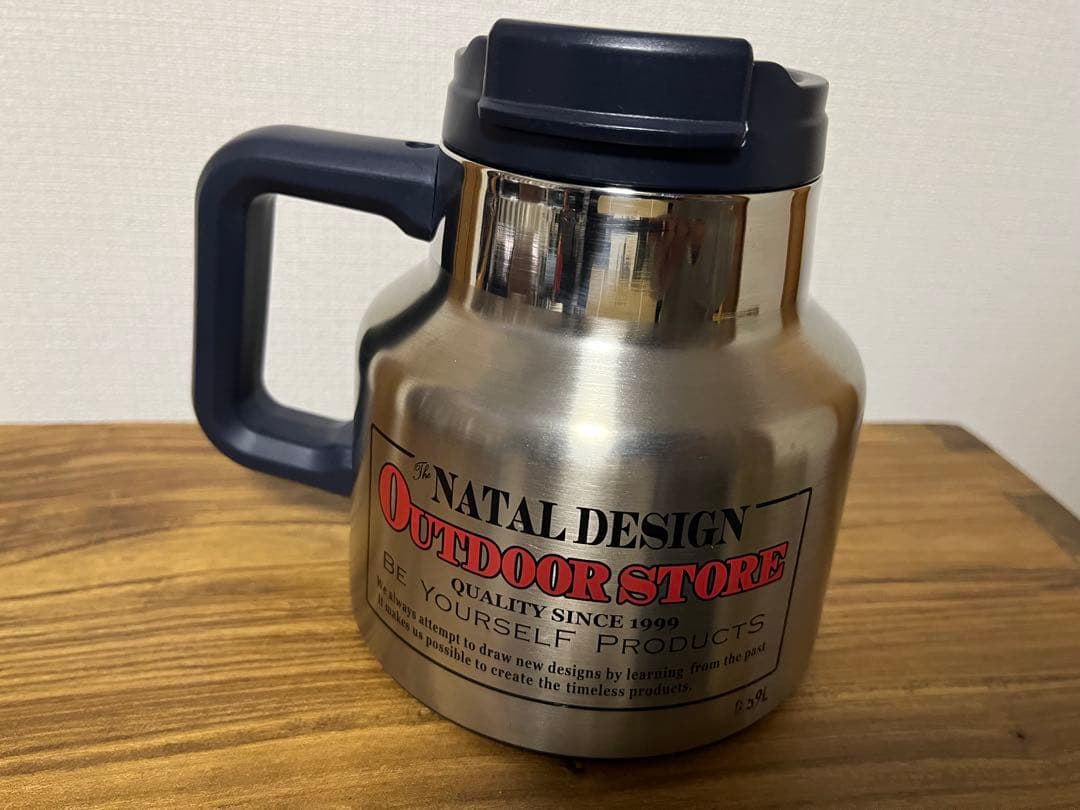 The NATAL DESIGN
OUTDOOR STORE
QUALITY SINCE 1999
BE YOURSELF PRODUCTS
We always attempt to draw new designs by learning from the past.
It makes us possible to create the timeless products.